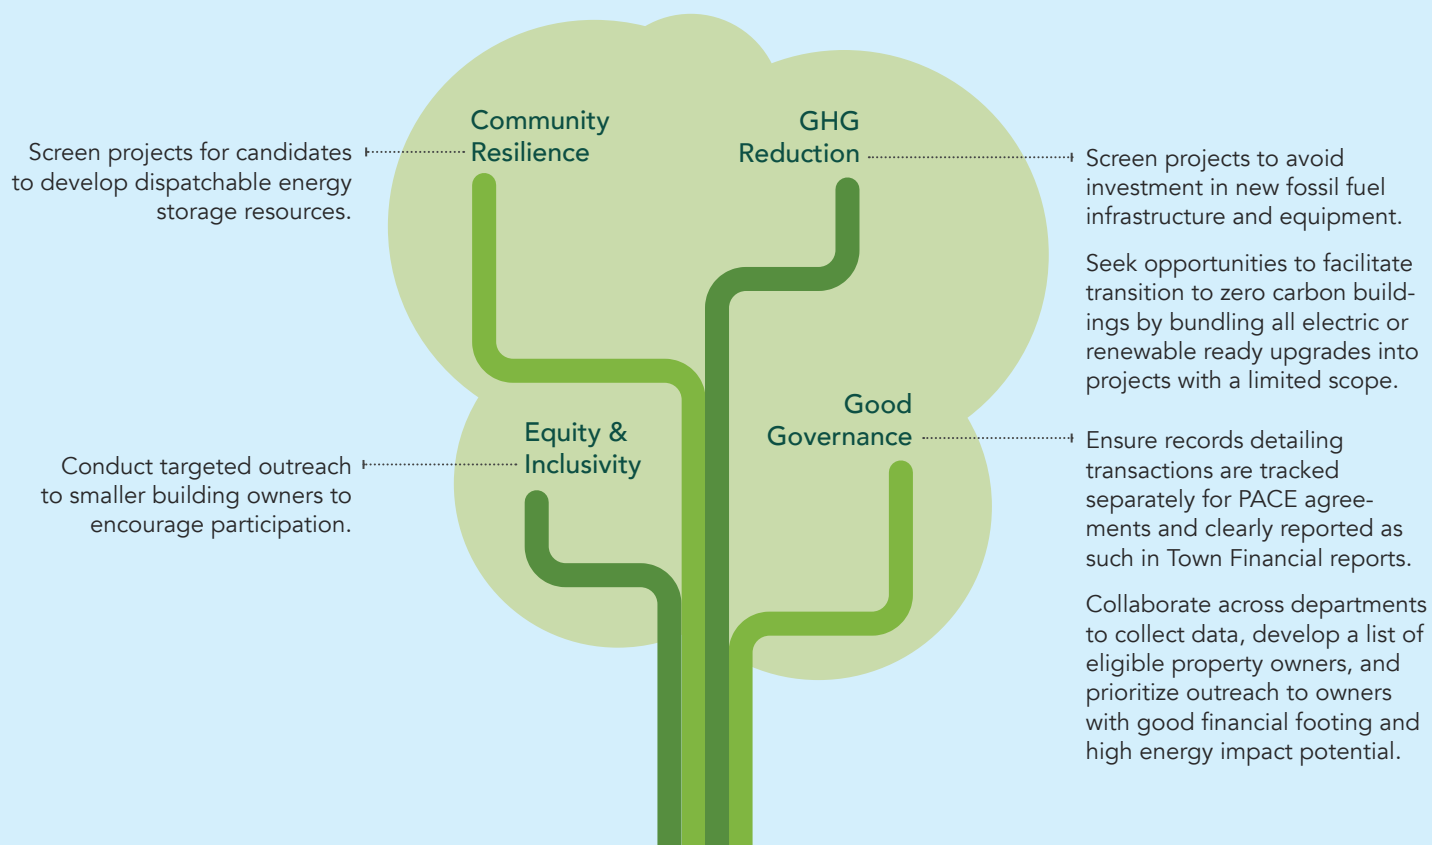 Community
Resilience
Screen projects for candidates
to develop dispatchable energy
storage resources.
GHG
Reduction
Screen projects to avoid
investment in new fossil fuel
infrastructure and equipment.
Seek opportunities to facilitate
transition to zero carbon build-
ings by bundling all electric or
renewable ready upgrades into
projects with a limited scope.
Equity &
Inclusivity
Conduct targeted outreach
to smaller building owners to
encourage participation.
Good
Governance
Ensure records detailing
transactions are tracked
separately for PACE agree-
ments and clearly reported as
such in Town Financial reports.
Collaborate across departments
to collect data, develop a list of
eligible property owners, and
prioritize outreach to owners
with good financial footing and
high energy impact potential.